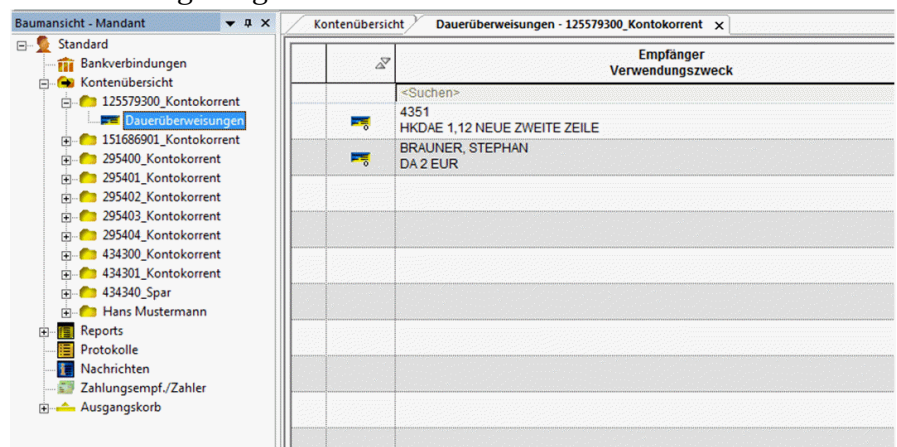 Baumansicht - Mandant
Standard
Bankverbindungen
Kontenübersicht
125579300_Kontokorrent
Dauerüberweisungen
151686901_Kontokorrent
295400_Kontokorrent
295401_Kontokorrent
295402_Kontokorrent
295403_Kontokorrent
295404_Kontokorrent
434300_Kontokorrent
434301_Kontokorrent
434340_Spar
Hans Mustermann
Reports
Protokolle
Nachrichten
Zahlungsempf./Zahler
Ausgangskorb
Kontenübersicht
Dauerüberweisungen - 125579300_Kontokorrent x
Empfänger
Verwendungszweck
<Suchen>
4351
HKDAE 1,12 NEUE ZWEITE ZEILE
BRAUNER, STEPHAN
DA 2 EUR